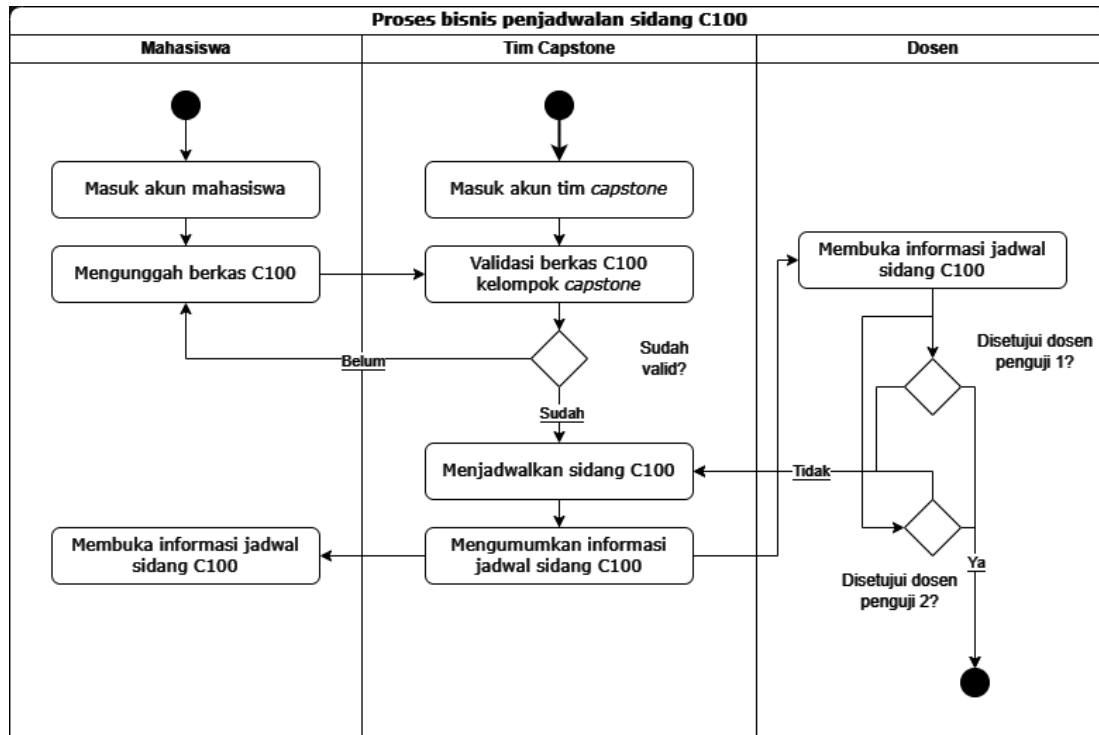 Proses bisnis penjadwalan sidang C100
Mahasiswa
Tim Capstone
Dosen
Masuk akun mahasiswa
Masuk akun tim capstone
Mengunggah berkas C100
Validasi berkas C100
kelompok capstone
Membuka informasi jadwal
sidang C100
Belum
Sudah
valid?
Disetujui dosen
penguji 1?
Sudah
Menjadwalkan sidang C100
Tidak
Membuka informasi jadwal
sidang C100
Mengumumkan informasi
jadwal sidang C100
Ya
Disetujui dosen
penguji 2?